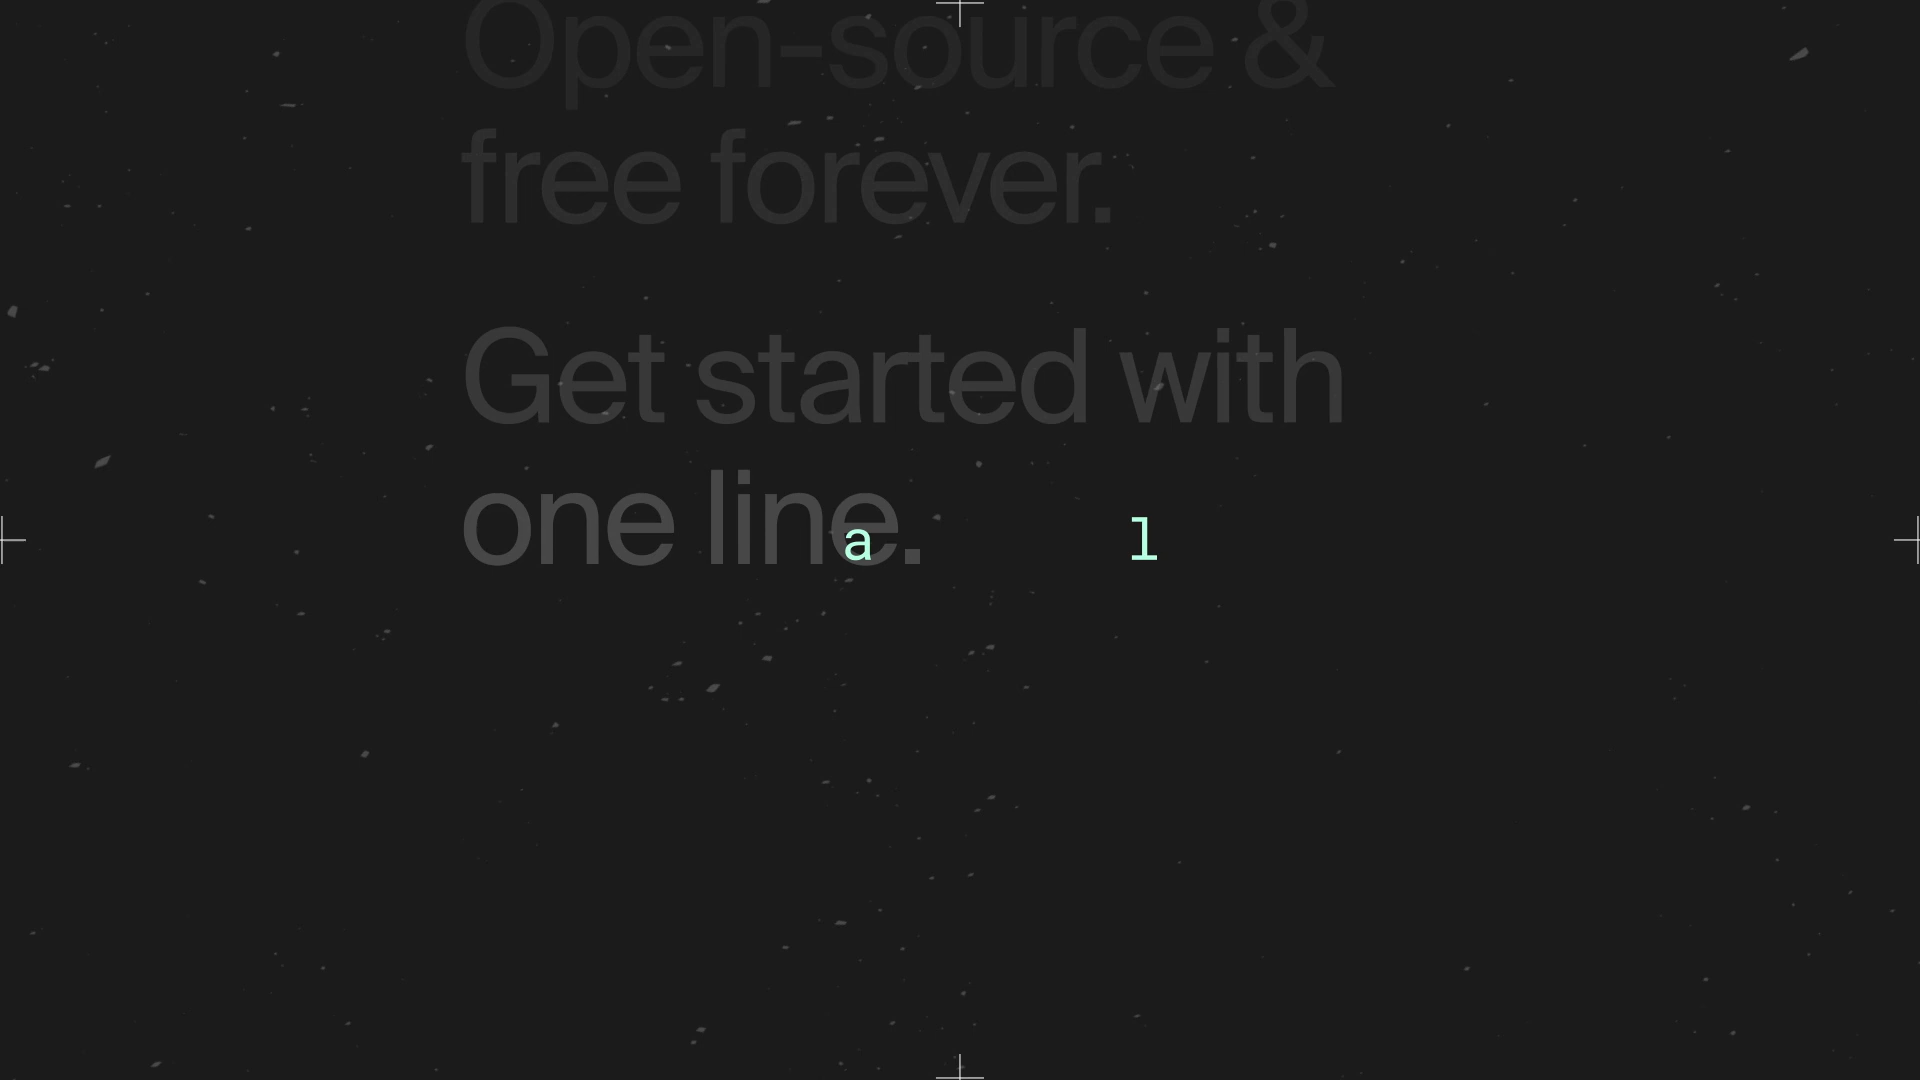 Open-source &
free forever.
Get started with
one line.
a l